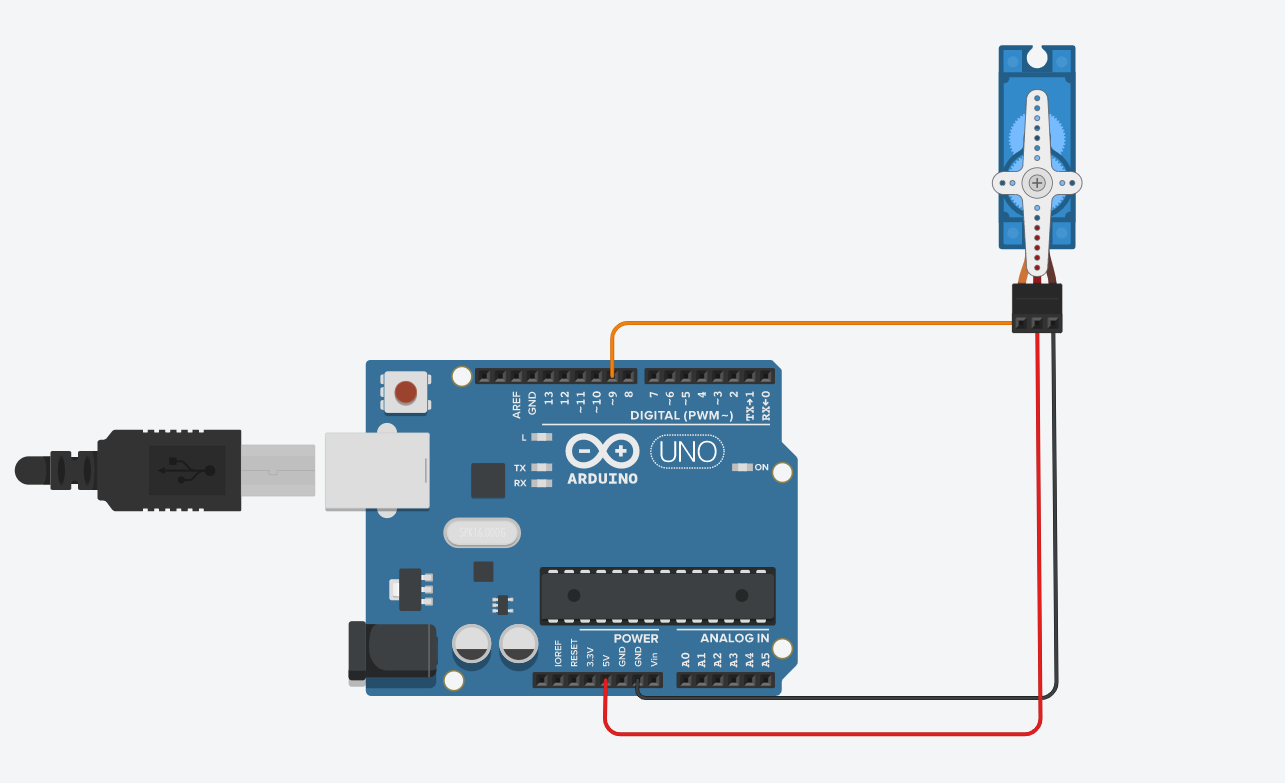 AREF
GND
13
12
~11
~10
~9
8
7
~6
~5
4
~3
2
TX→1
RX←0
DIGITAL (PWM~)
L
TX
RX
UNO
ON
ARDUINO
POWER
ANALOG IN
IOREF
RESET
3.3V
5V
GND
GND
Vin
A0
A1
A2
A3
A4
A5